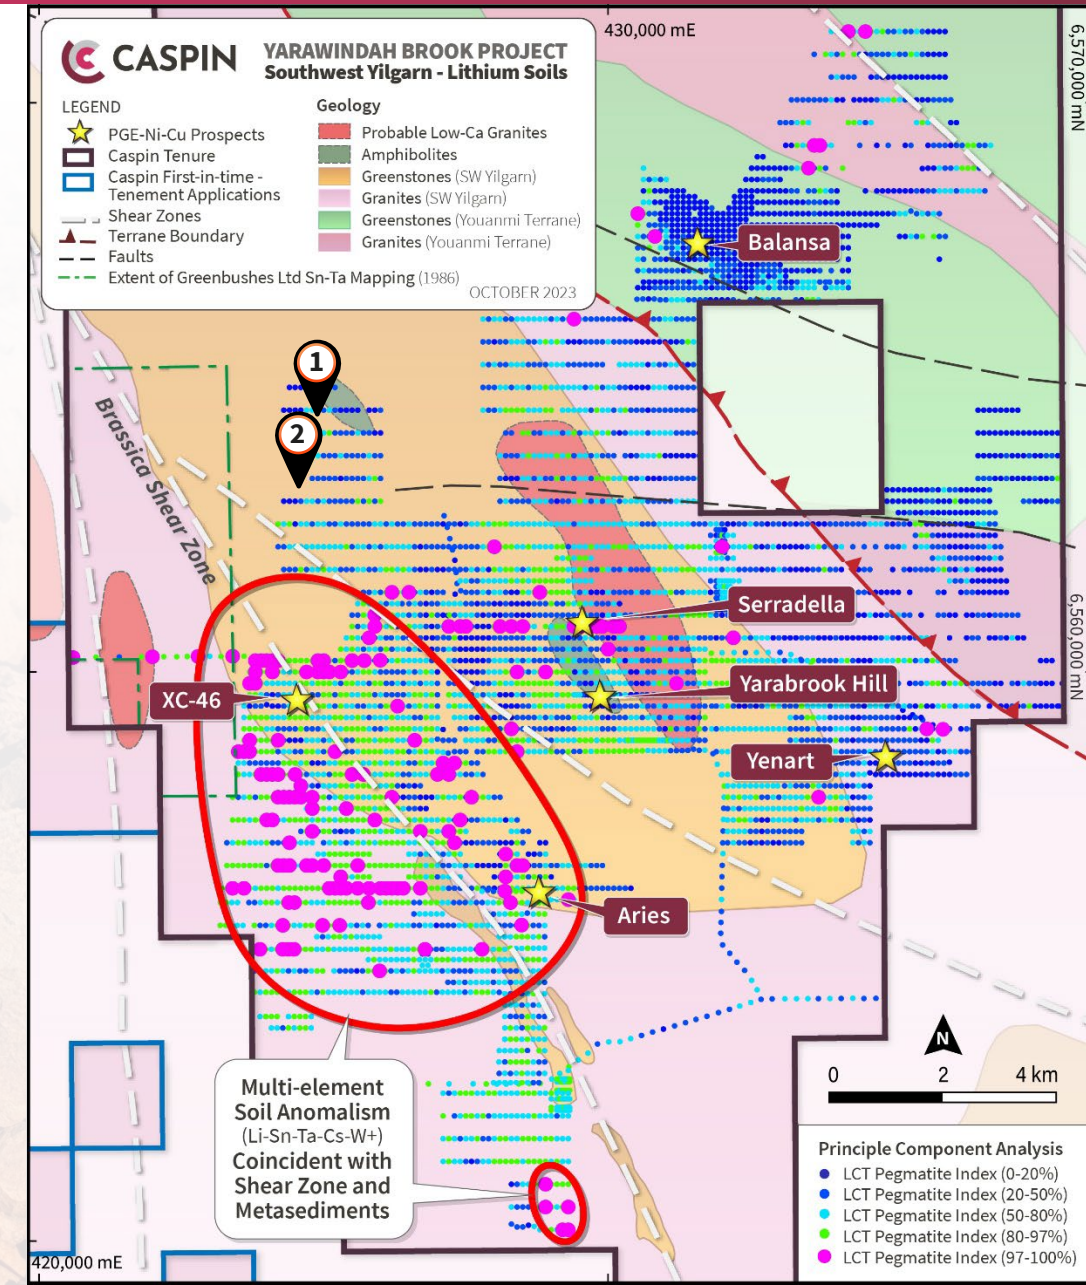 CASPIN
YARAWINDAH BROOK PROJECT
Southwest Yilgarn - Lithium Soils
LEGEND
PGE-Ni-Cu Prospects
Caspin Tenure
Caspin First-in-time -
Tenement Applications
Shear Zones
Terrane Boundary
Faults
Extent of Greenbushes Ltd Sn-Ta Mapping (1986)
Geology
Probable Low-Ca Granites
Amphibolites
Greenstones (SW Yilgarn)
Granites (SW Yilgarn)
Greenstones (Youanmi Terrane)
Granites (Youanmi Terrane)
OCTOBER 2023
430,000 mE
6,570,000 mN
Balansa
1
2
Brassica Shear Zone
Serradella
6,560,000 mN
Yarabrook Hill
XC-46
Yenart
Aries
Multi-element
Soil Anomalism
(Li-Sn-Ta-Cs-W+)
Coincident with
Shear Zone and
Metasediments
N
0 2 4 km
Principle Component Analysis
LCT Pegmatite Index (0-20%)
LCT Pegmatite Index (20-50%)
LCT Pegmatite Index (50-80%)
LCT Pegmatite Index (80-97%)
LCT Pegmatite Index (97-100%)
420,000 mE